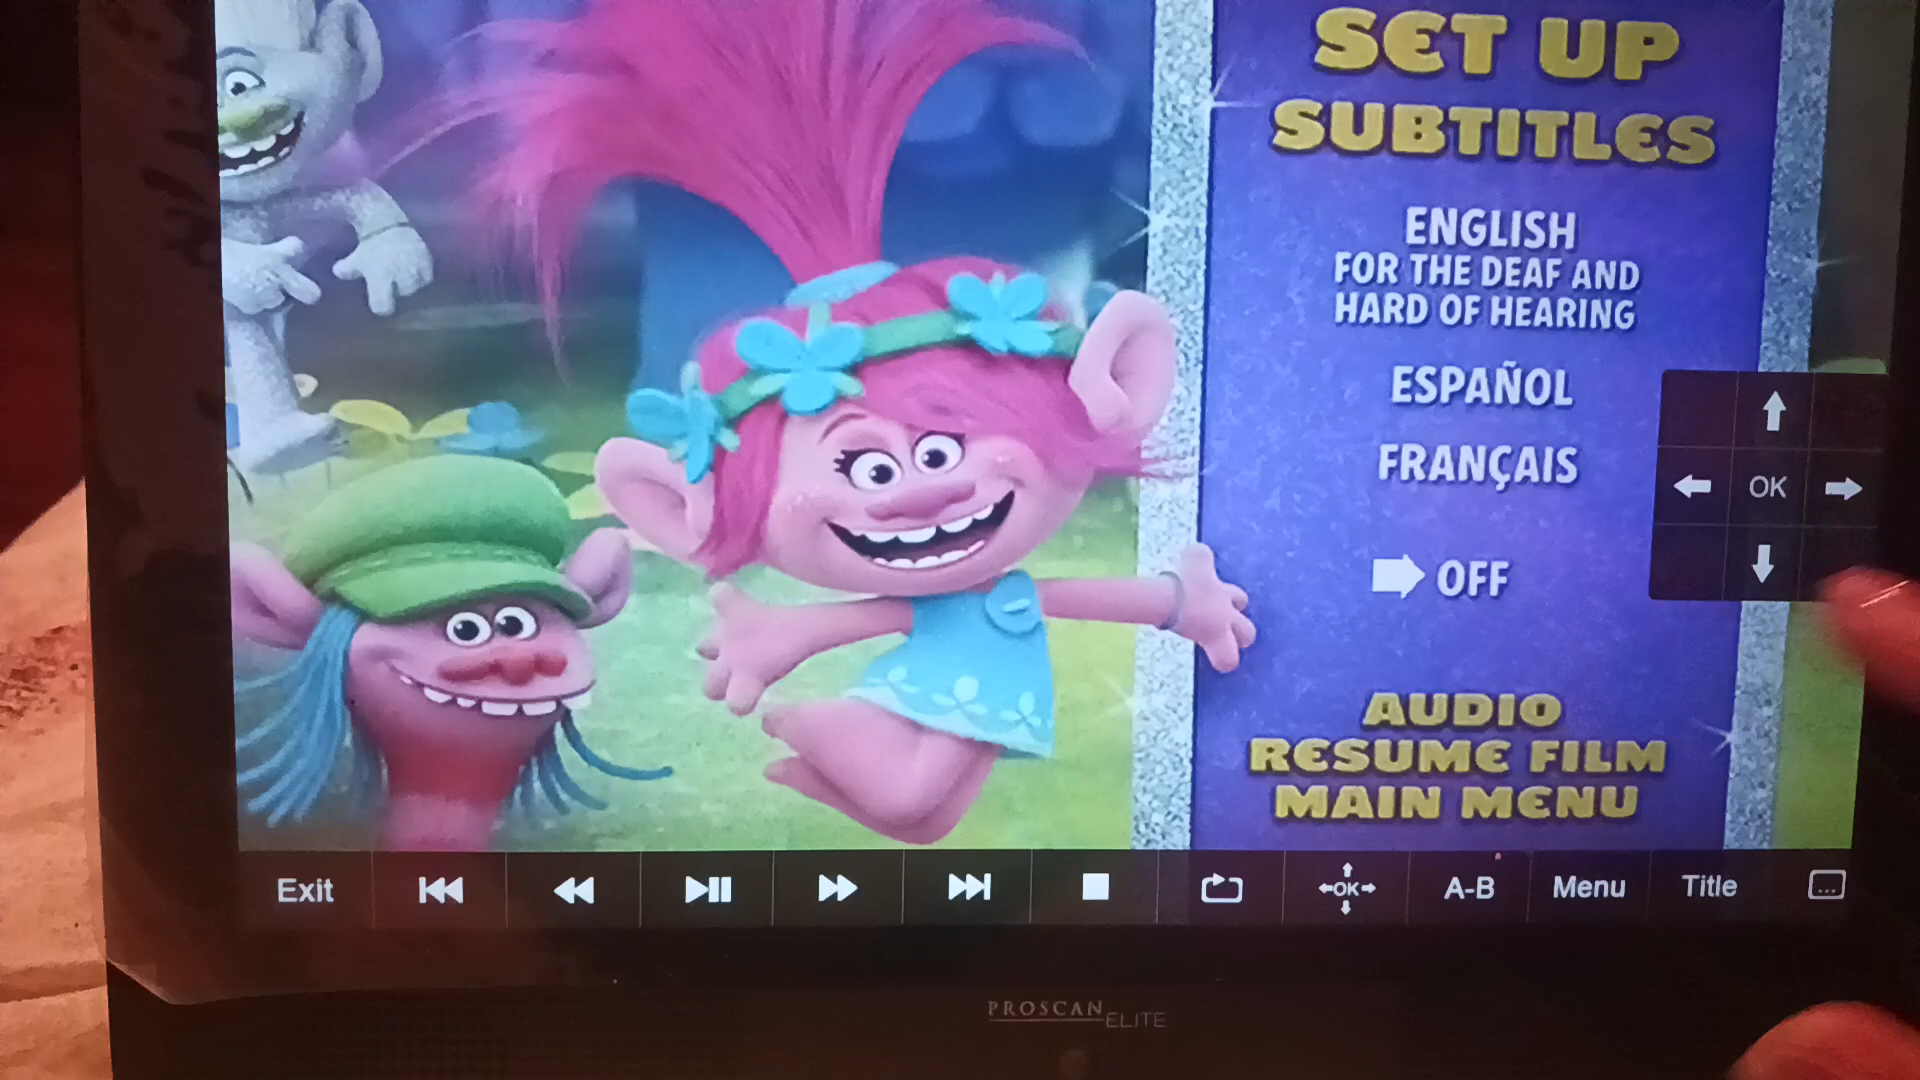 SET UP
SUBTITLES
ENGLISH
FOR THE DEAF AND
HARD OF HEARING
ESPAÑOL
FRANÇAIS
OFF
OK
AUDIO
RESUME FILM
MAIN MENU
Exit
OK
A-B
Menu
Title
PROSCAN ELITE